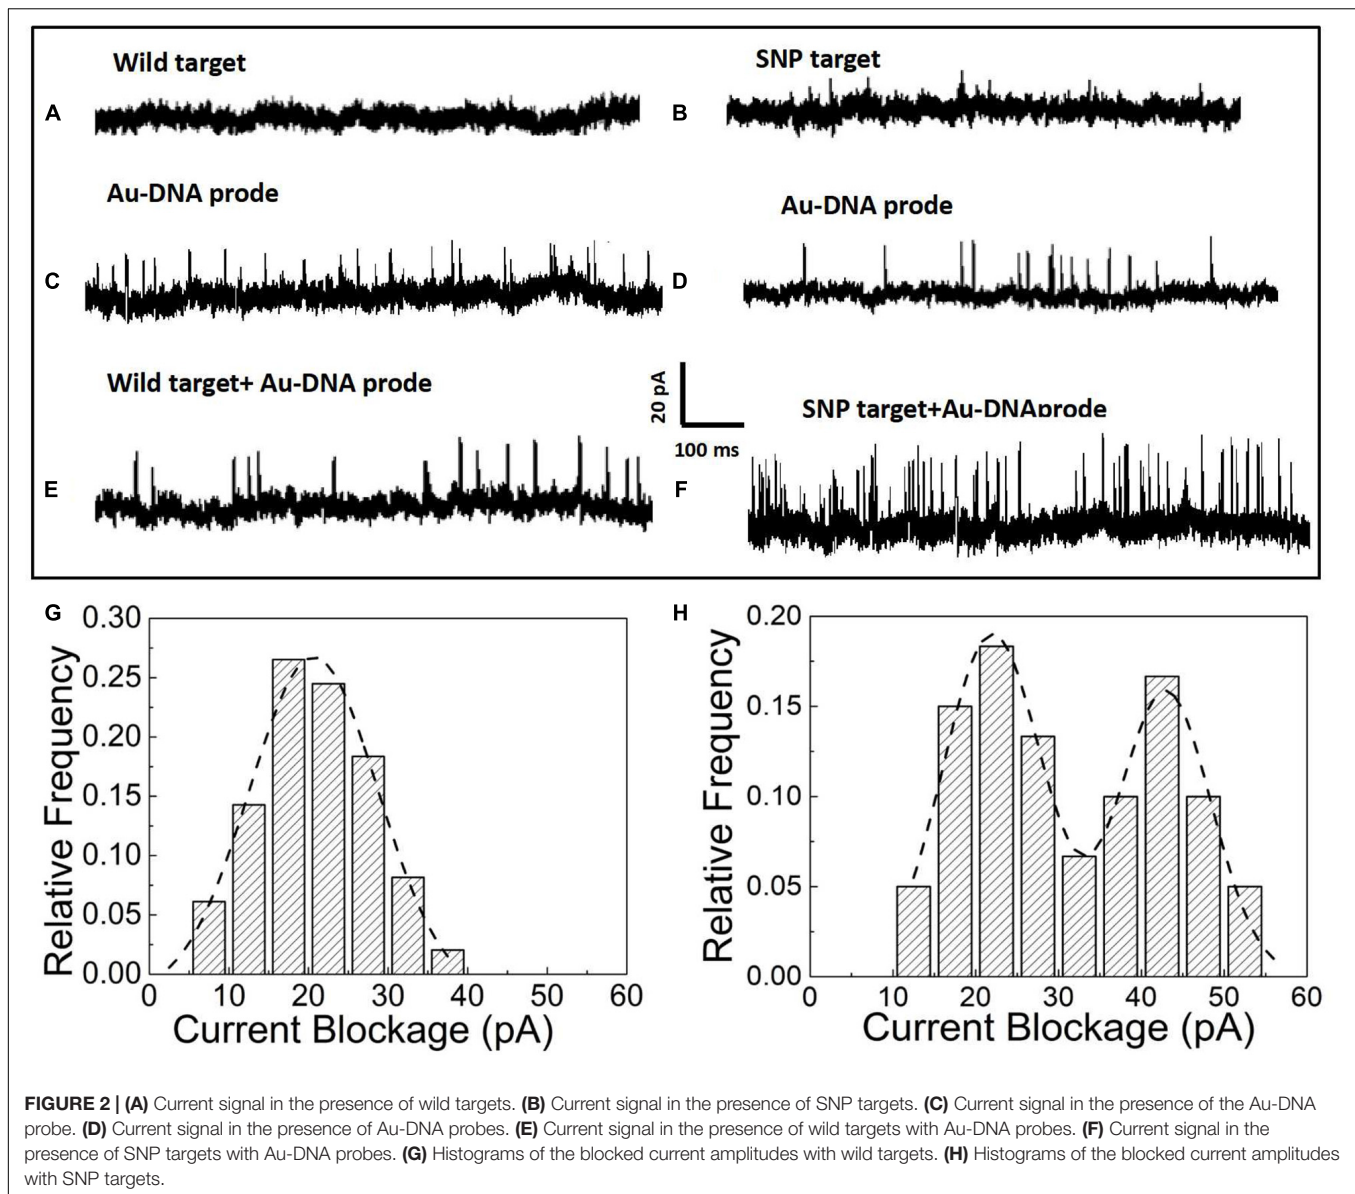 Wild target
SNP target
A
B
Au-DNA prode
Au-DNA prode
C
D
Wild target+ Au-DNA prode
20 pA
100 ms
SNP target+Au-DNAprode
E
F
G
0.30
0.25
0.20
0.15
0.10
0.05
0.00
Relative Frequency
0 10 20 30 40 50 60
Current Blockage (pA)
H
0.20
0.15
0.10
0.05
0.00
Relative Frequency
0 10 20 30 40 50 60
Current Blockage (pA)
FIGURE 2 | (A) Current signal in the presence of wild targets. (B) Current signal in the presence of SNP targets. (C) Current signal in the presence of the Au-DNA
probe. (D) Current signal in the presence of Au-DNA probes. (E) Current signal in the presence of wild targets with Au-DNA probes. (F) Current signal in the
presence of SNP targets with Au-DNA probes. (G) Histograms of the blocked current amplitudes with wild targets. (H) Histograms of the blocked current amplitudes
with SNP targets.